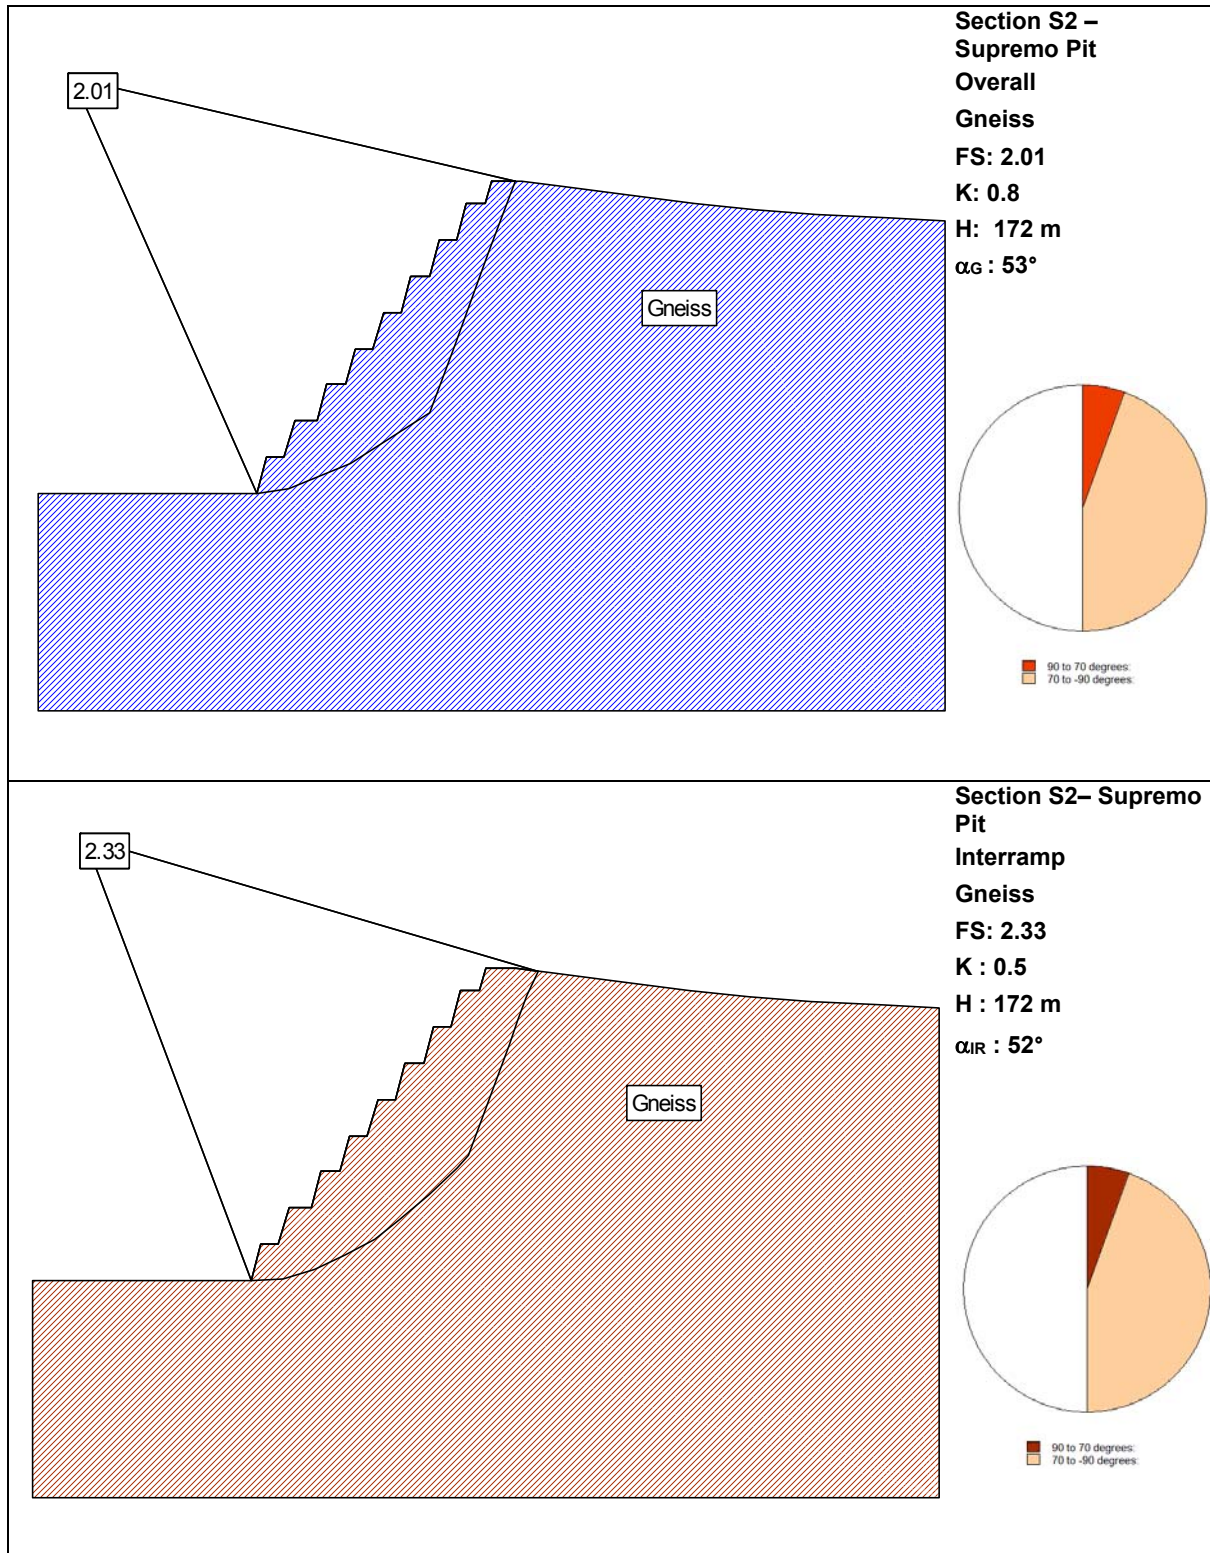 Section S2 –
Supremo Pit
Overall
Gneiss
FS: 2.01
K: 0.8
H: 172 m
αG : 53°
2.01
Gneiss
90 to 70 degrees:
70 to -90 degrees:
Section S2– Supremo
Pit
Interramp
Gneiss
FS: 2.33
K : 0.5
H : 172 m
αIR : 52°
2.33
Gneiss
90 to 70 degrees:
70 to -90 degrees: